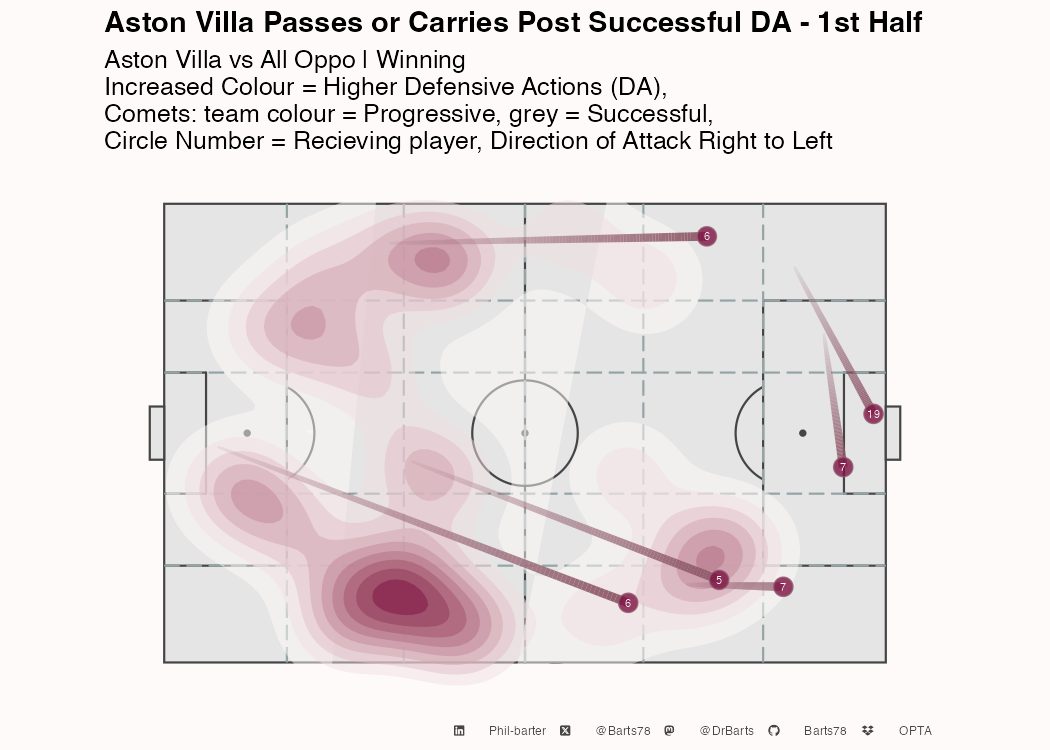 Aston Villa Passes or Carries Post Successful DA - 1st Half
Aston Villa vs All Oppo | Winning
Increased Colour = Higher Defensive Actions (DA),
Comets: team colour = Progressive, grey = Successful,
Circle Number = Recieving player, Direction of Attack Right to Left
6
19
7
5
7
6
Phil-barter @Barts78 @DrBarts Barts78 OPTA